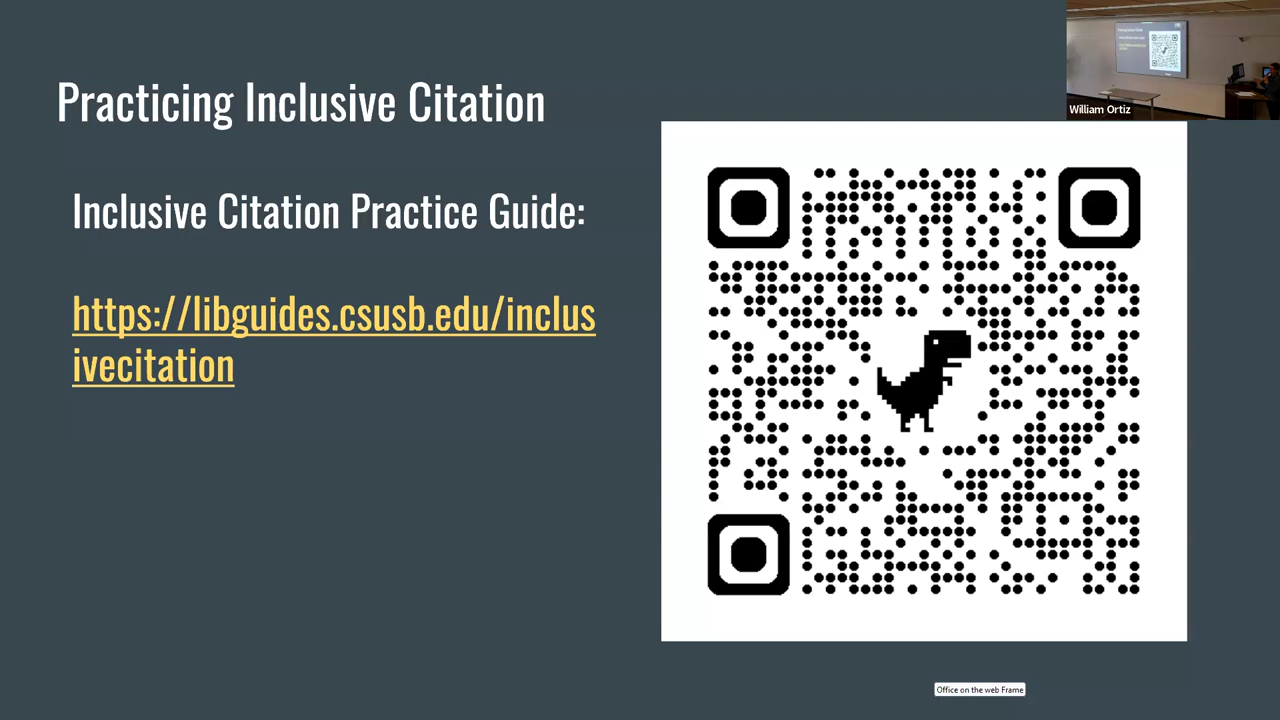 Practicing Inclusive Citation
William Ortiz
Inclusive Citation Practice Guide:
https://libguides.csusb.edu/inclus
ivecitation
Office on the web Frame